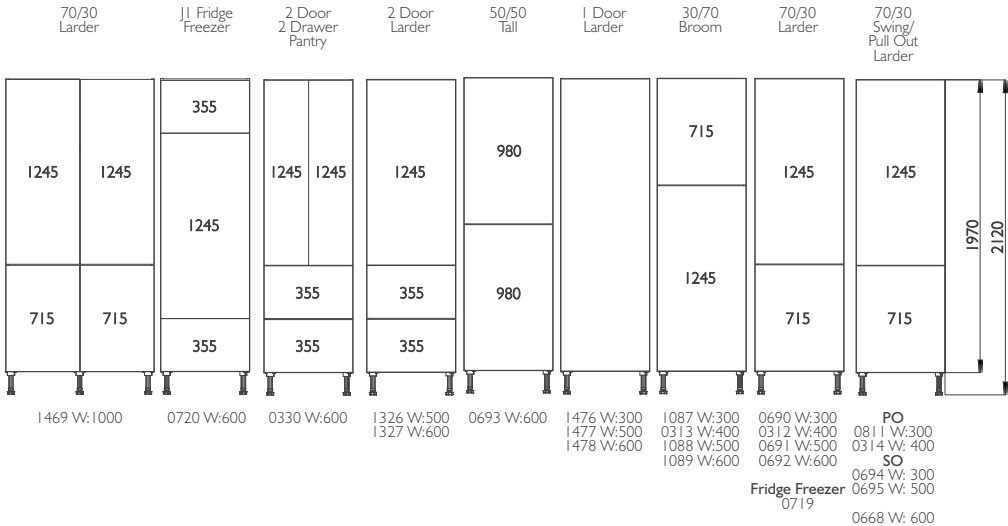 70/30
Larder
J1 Fridge
Freezer
2 Door
2 Drawer
Pantry
2 Door
Larder
50/50
Tall
1 Door
Larder
30/70
Broom
70/30
Larder
70/30
Swing/
Pull Out
Larder
1245
1245
715
715
355
1245
355
1245
1245
355
355
1245
355
355
980
980
715
1245
1245
715
1245
715
1970
2120
1469 W:1000
0720 W:600
0330 W:600
1326 W:500
1327 W:600
0693 W:600
1476 W:300
1477 W:500
1478 W:600
1087 W:300
0313 W:400
1088 W:500
1089 W:600
0690 W:300
0312 W:400
0691 W:500
0692 W:600
Fridge Freezer
0719
PO
0811 W:300
0314 W: 400
SO
0694 W: 300
0695 W: 500
0668 W: 600